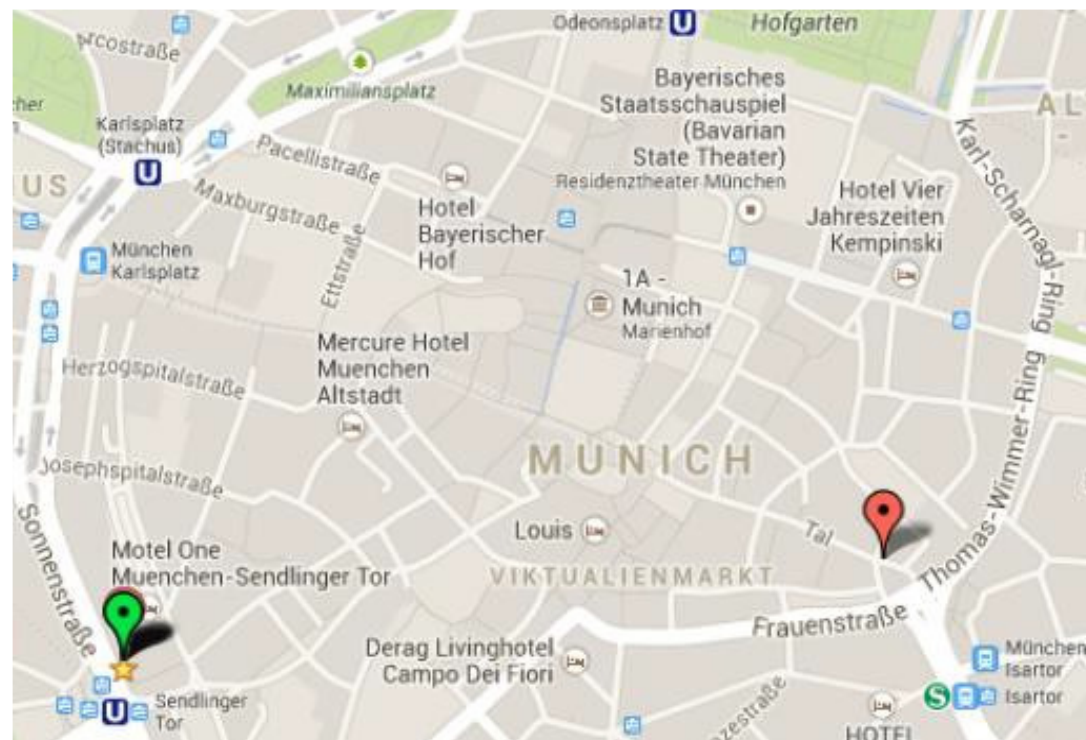 Odeonsplatz U
Hofgarten
Arcostraße
Maximiliansplatz
Bayerisches
Staatsschauspiel
(Bavarian
State Theater)
Residenztheater München
AL
Karlsplatz
(Stachus)
U
Pacellistraße
Karl-Scharnagl-Ring
US
Maxburgstraße
Hotel
Bayerischer
Hof
Hotel Vier
Jahreszeiten
Kempinski
München
Karlsplatz
Ettstraße
1A -
Munich
Marienhof
Mercure Hotel
Muenchen
Altstadt
Herzogspitalstraße
Thomas-Wimmer-Ring
MUNICH
Josephspitalstraße
Sonnenstraße
Louis
Tal
Motel One
Muenchen-Sendlinger Tor
VIKTUALIENMARKT
Frauenstraße
Derag Livinghotel
Campo Dei Fiori
München
Isartor
S
Isartor
Sendlinger
Tor
U
HOTEL